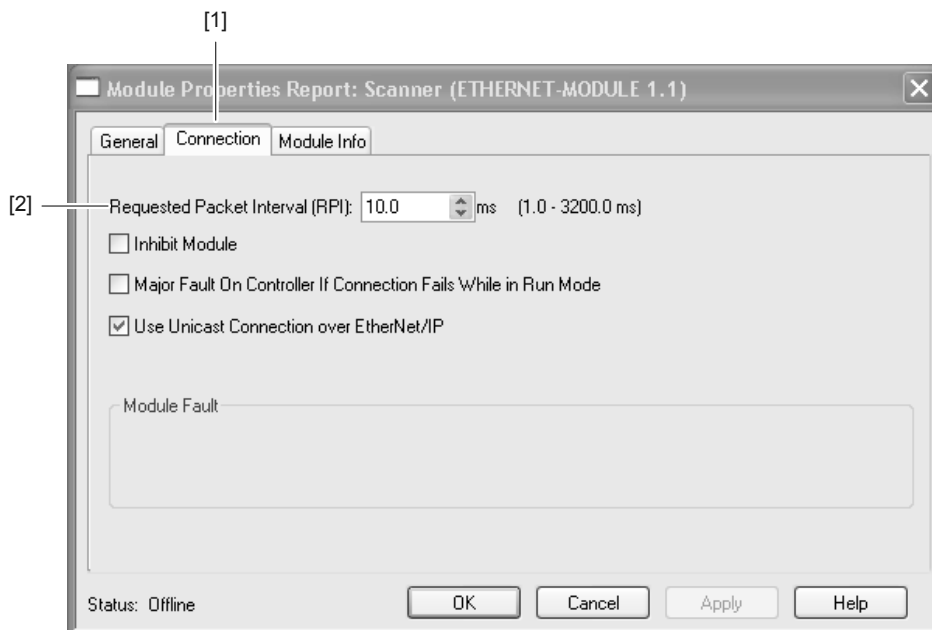 [1]
Module Properties Report: Scanner (ETHERNET-MODULE 1.1)
General Connection Module Info
[2] Requested Packet Interval (RPI): 10.0 ms (1.0 - 3200.0 ms)
Inhibit Module
Major Fault On Controller If Connection Fails While in Run Mode
Use Unicast Connection over EtherNet/IP
Module Fault
Status: Offline OK Cancel Apply Help